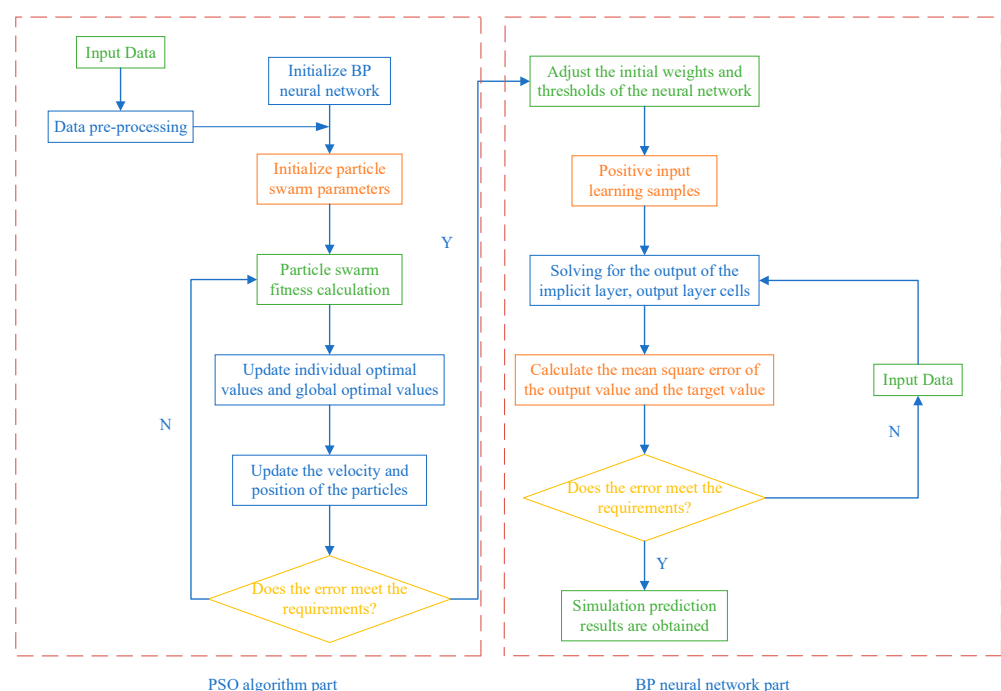 Input Data
Initialize BP
neural network
Data pre-processing
Initialize particle
swarm parameters
Particle swarm
fitness calculation
Update individual optimal
values and global optimal values
N
Update the velocity and
position of the particles
Does the error meet the
requirements?
Y
PSO algorithm part
Adjust the initial weights and
thresholds of the neural network
Positive input
learning samples
Solving for the output of the
implicit layer, output layer cells
Calculate the mean square error of
the output value and the target value
Input Data
N
Does the error meet the
requirements?
Y
Simulation prediction
results are obtained
BP neural network part